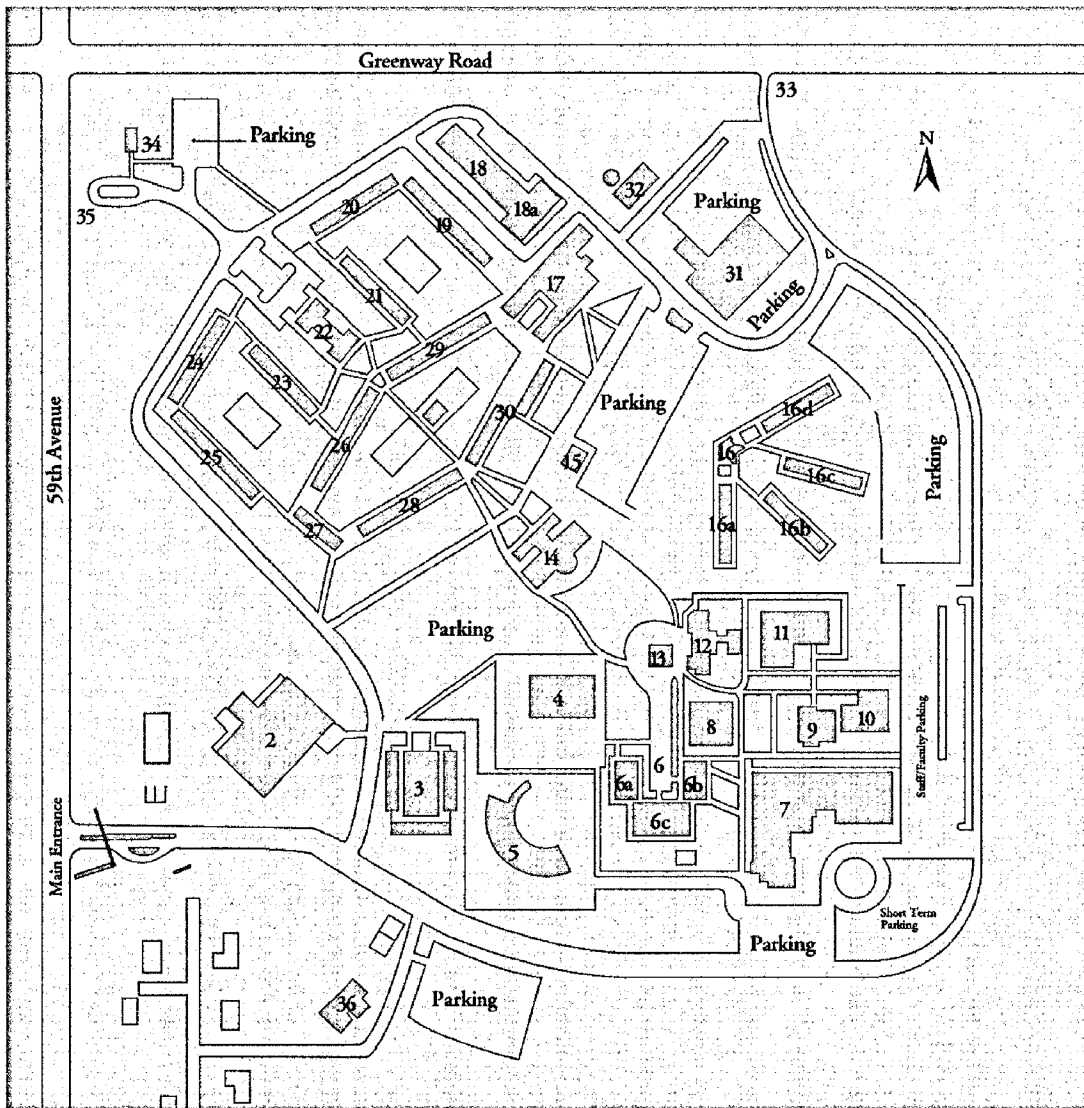 Greenway Road
33
N
34
Parking
18
32
18a
Parking
20
19
35
17
31
21
Parking
22
29
24
23
Parking
16d
30
59th Avenue
26
15
16
16c
Parking
25
28
16a
16b
27
14
Parking
11
12
13
4
8
9
10
2
Staff/Faculty Parking
6
3
6a
6b
7
6c
5
Main Entrance
Short Term
Parking
Parking
36
Parking